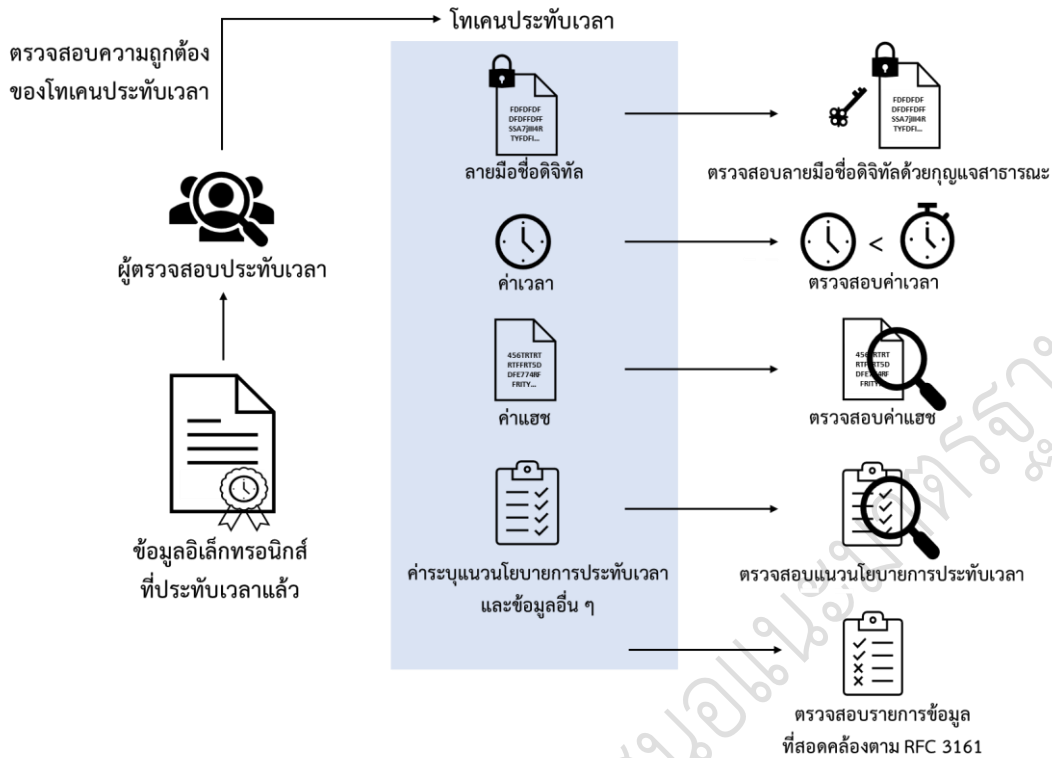 โทเคนประทับเวลา
ตรวจสอบความถูกต้อง
ของโทเคนประทับเวลา
FDFDFDF
DFDFFDFF
SSA7JIII4R
TYFDFI...
ลายมือชื่อดิจิทัล
FDFDFDF
DFDFFDFF
SSA7JIII4R
TYFDFI...
ตรวจสอบลายมือชื่อดิจิทัลด้วยกุญแจสาธารณะ
ผู้ตรวจสอบประทับเวลา
ค่าเวลา
<
ตรวจสอบค่าเวลา
456TRTRT
RTFFRT5D
DFE774RF
FRITY...
ค่าแฮช
ตรวจสอบค่าแฮช
ข้อมูลอิเล็กทรอนิกส์
ที่ประทับเวลาแล้ว
ค่าระบุแนวนโยบายการประทับเวลา
และข้อมูลอื่น ๆ
ตรวจสอบแนวนโยบายการประทับเวลา
ตรวจสอบรายการข้อมูล
ที่สอดคล้องตาม RFC 3161